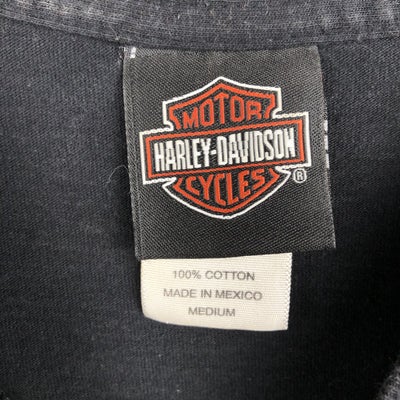 MOTOR
HARLEY-DAVIDSON
CYCLES
®
100% COTTON
MADE IN MEXICO
MEDIUM